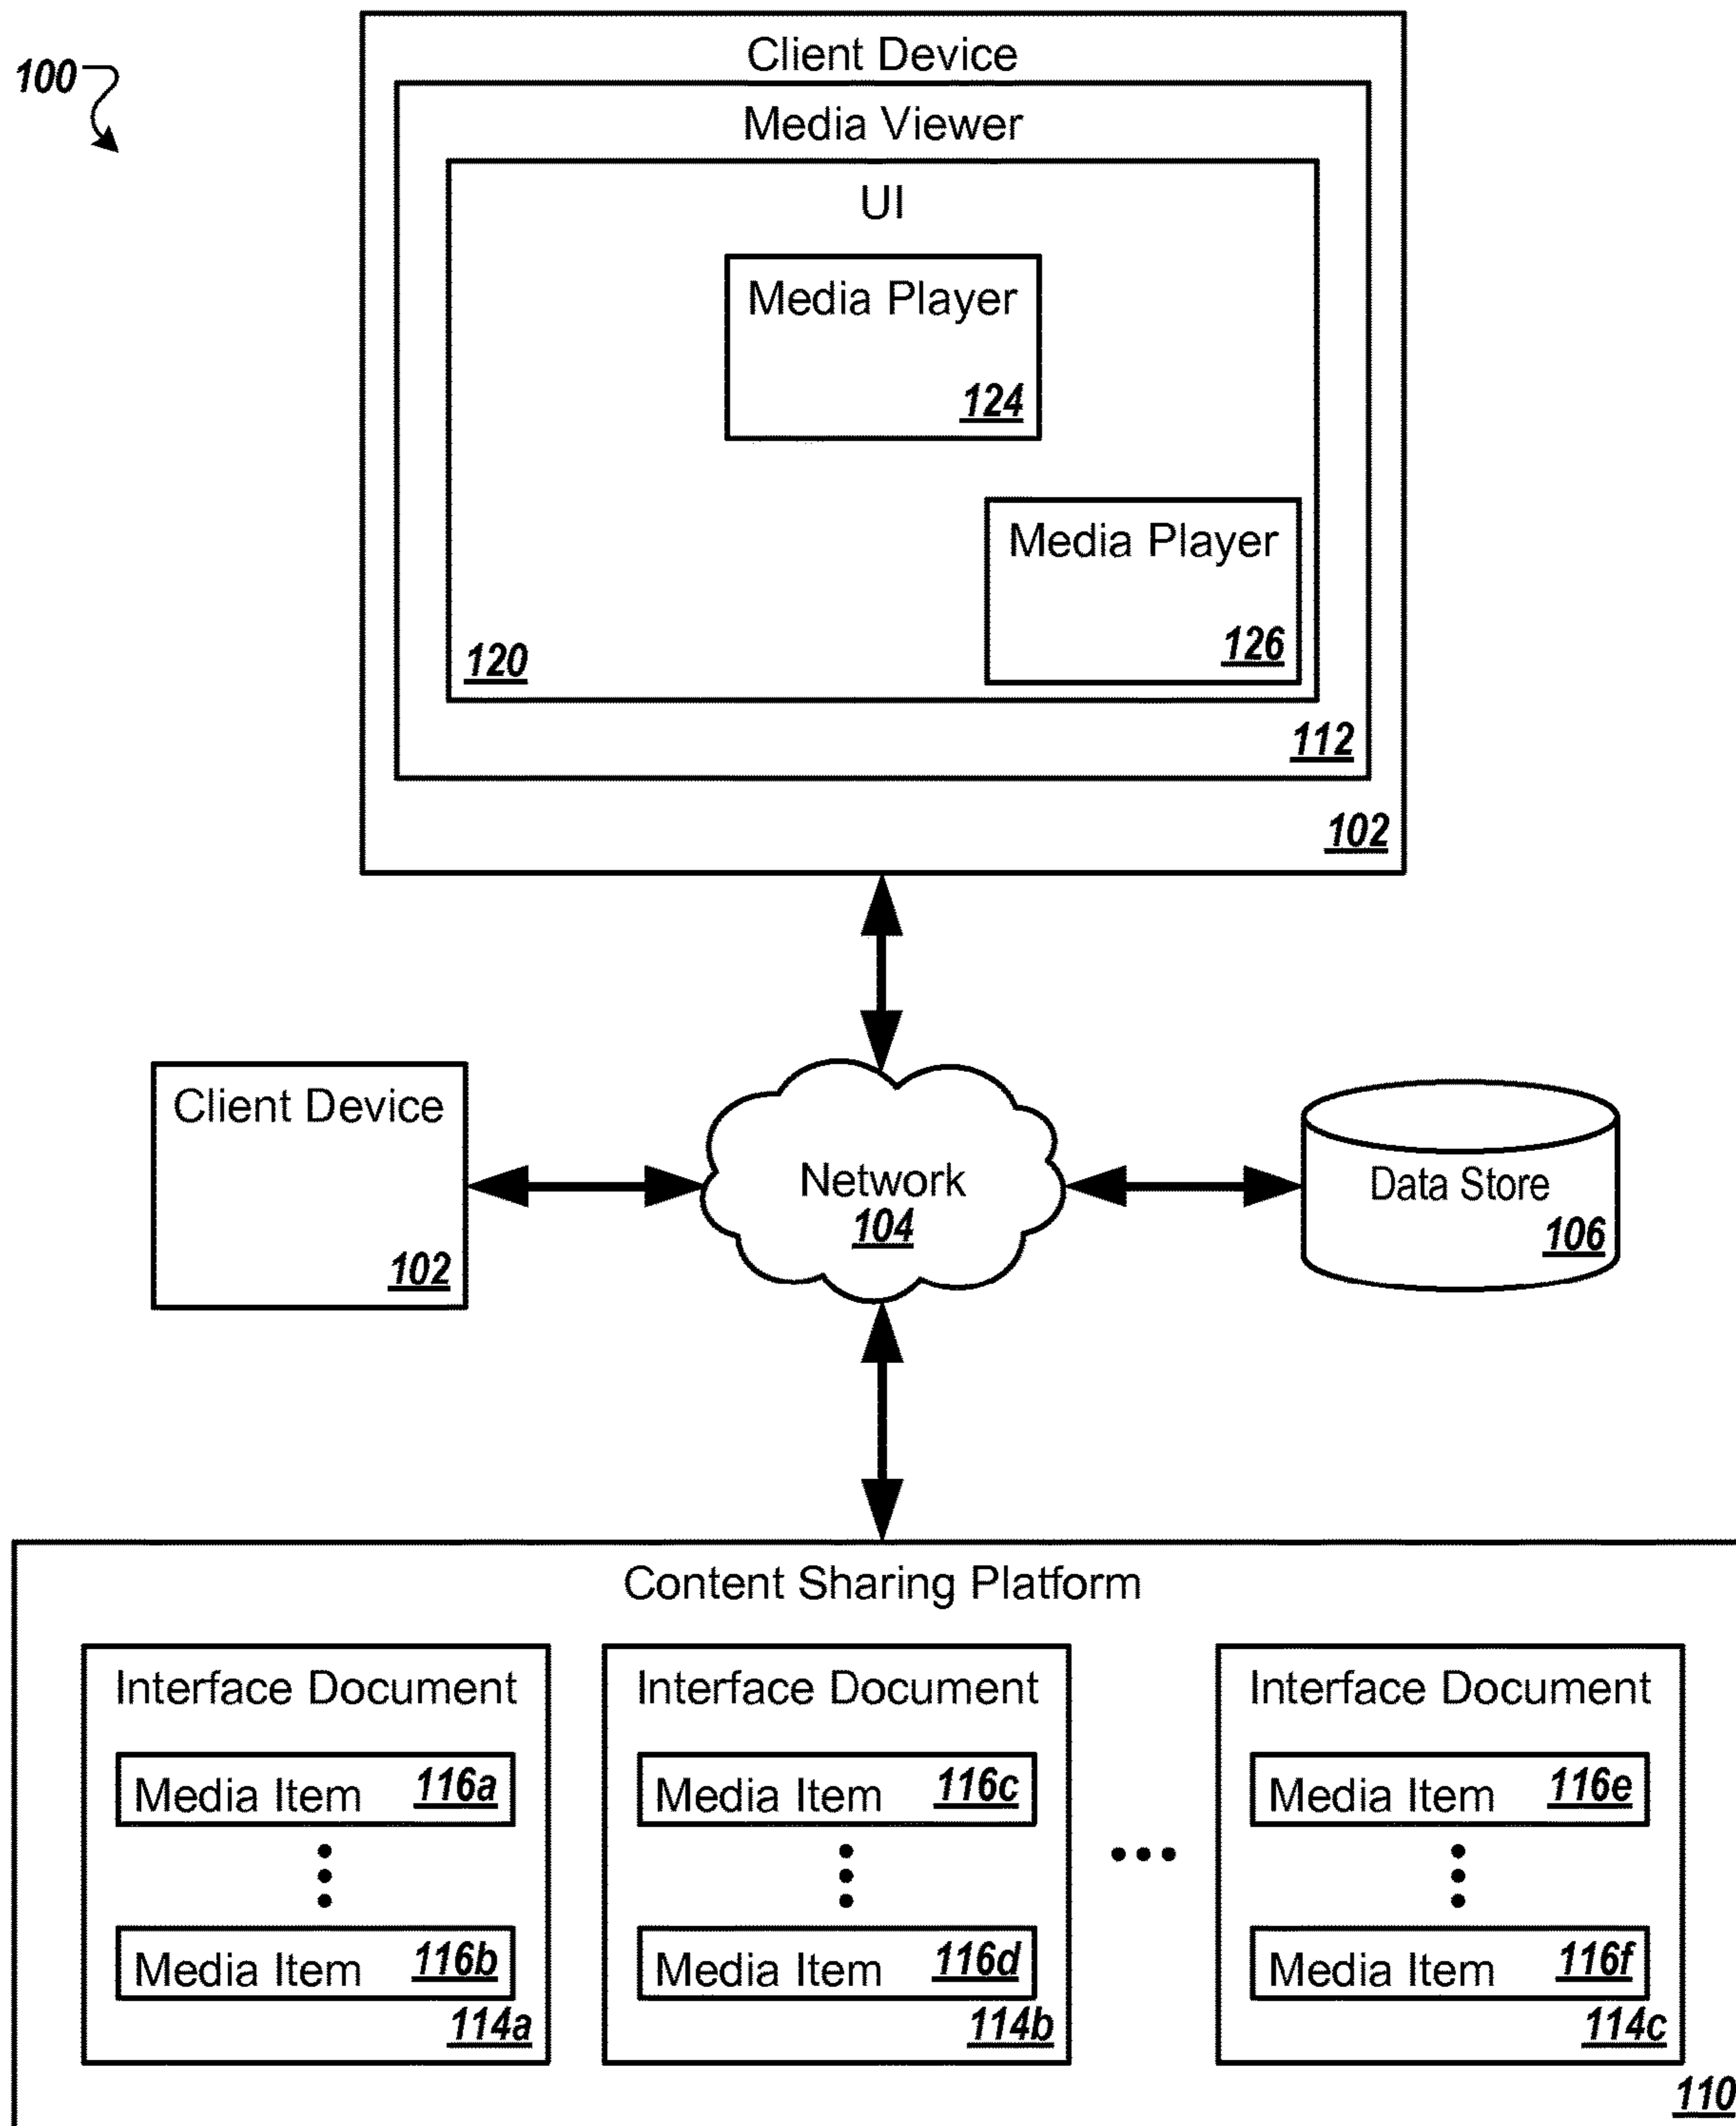 100
Client Device
Media Viewer
UI
Media Player
124
Media Player
126
120
112
102
Client Device
102
Network
104
Data Store
106
Content Sharing Platform
Interface Document
Media Item 116a
Media Item 116b
114a
Interface Document
Media Item 116c
Media Item 116d
114b
Interface Document
Media Item 116e
Media Item 116f
114c
110